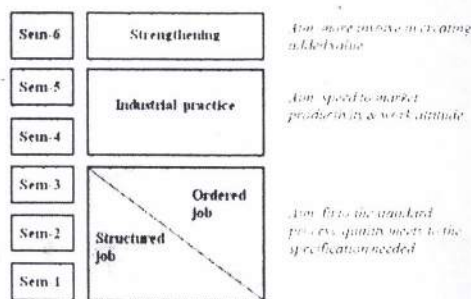 Sem-6
Strengthening
Aim more involve in creating
added value
Sem-5
Industrial practice
Aim speed to market
productivity & work attitude
Sem-4
Sem-3
Ordered
job
Sem-2
Structured
job
Aim fit to the standard
process, quality meets to the
specification needed
Sem-1